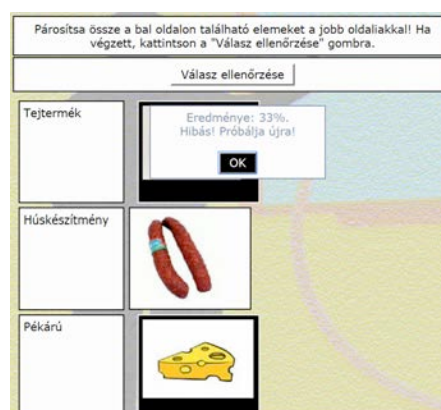 Párosítsa össze a bal oldalon található elemeket a jobb oldaliakkal! Ha
végzett, kattintson a "Válasz ellenőrzése" gombra.
Válasz ellenőrzése
Tejtermék
Eredménye: 33%.
Hibás! Próbálja újra!
OK
Húskészítmény
Pékárú